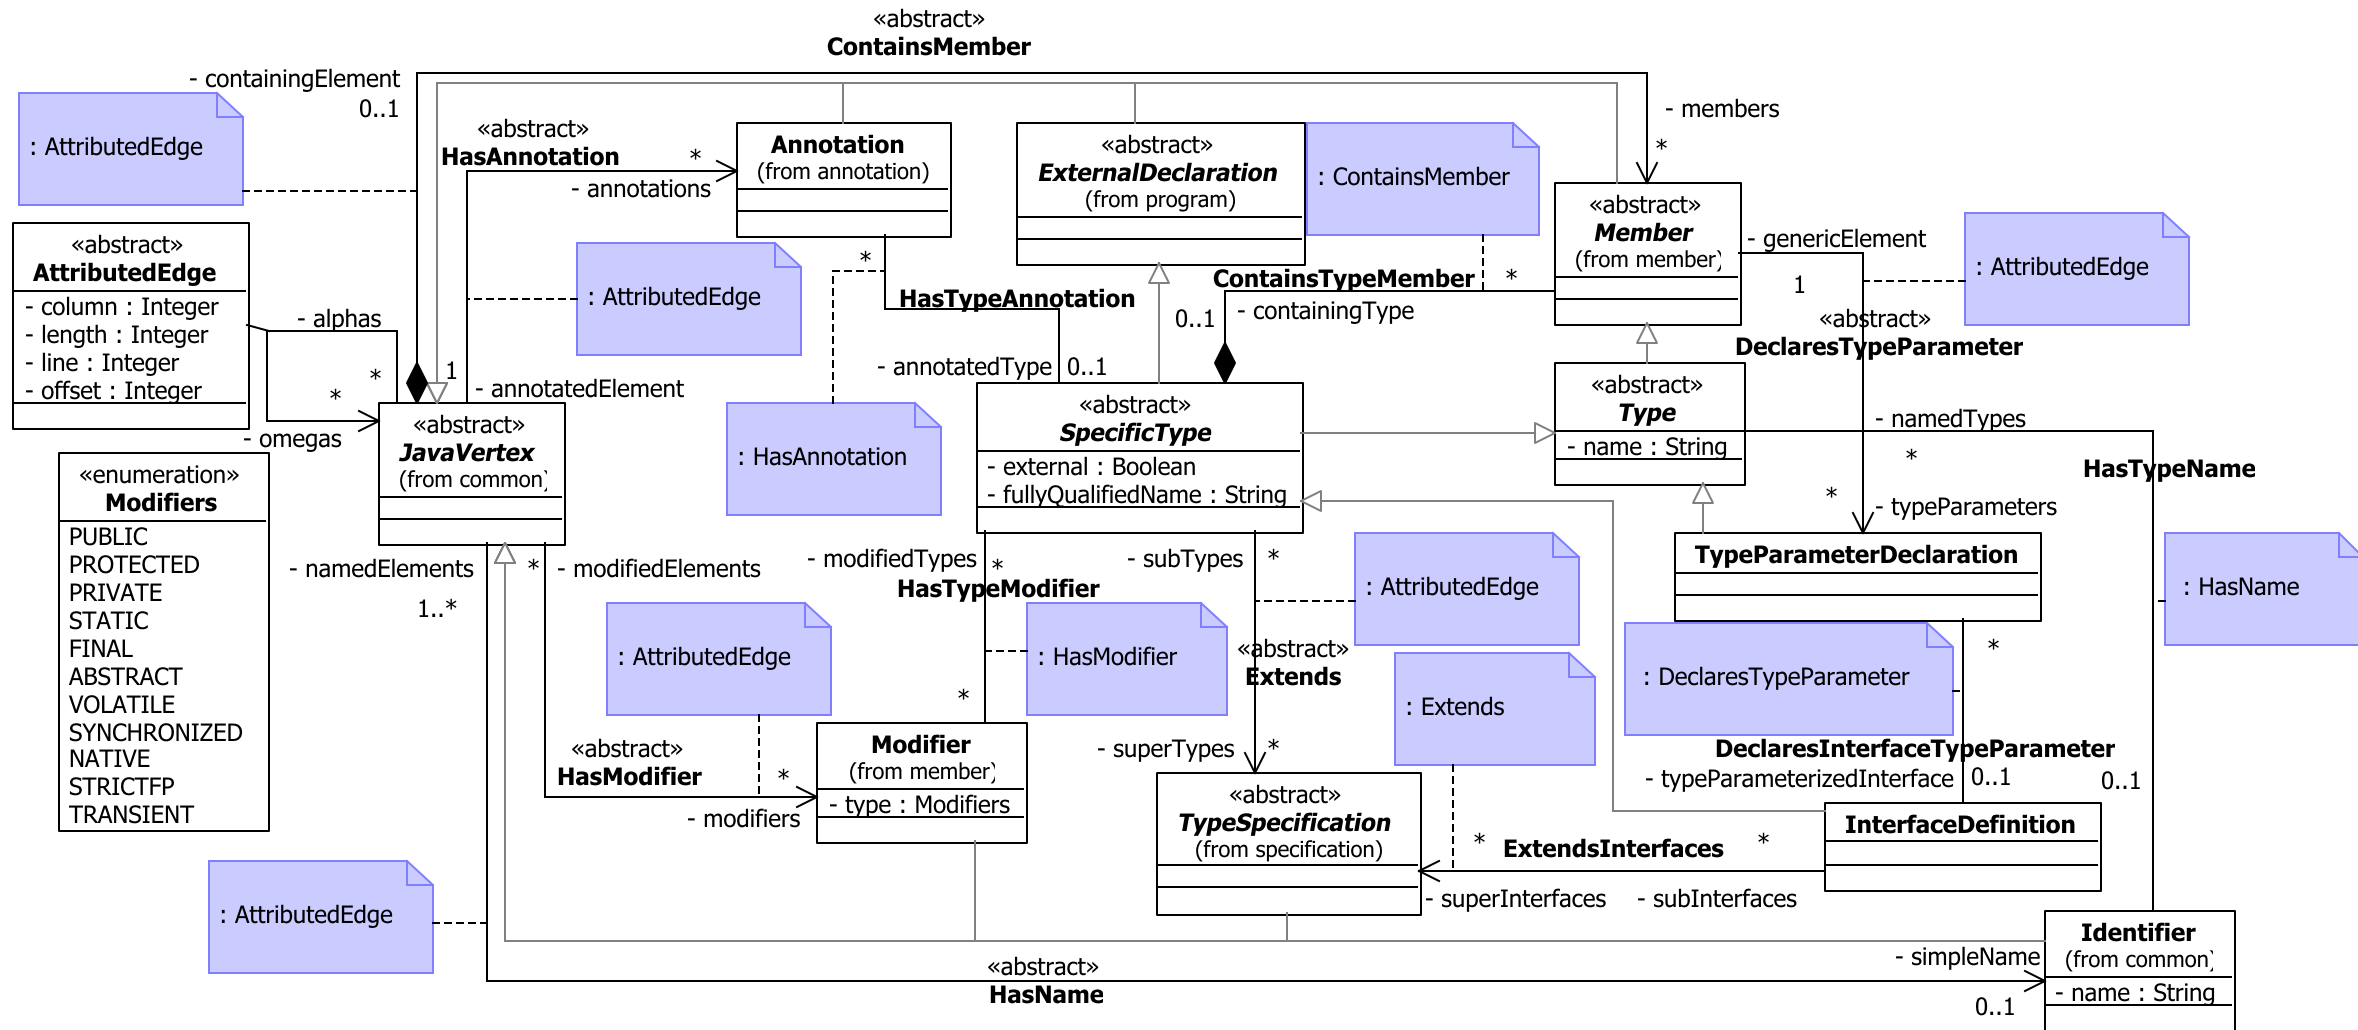 «abstract»
ContainsMember
- containingElement
0..1
- members
*
: AttributedEdge
«abstract»
HasAnnotation
*
- annotations
Annotation
(from annotation)
«abstract»
ExternalDeclaration
(from program)
: ContainsMember
«abstract»
Member
(from member)
- genericElement
1
: AttributedEdge
«abstract»
AttributedEdge
- column : Integer
- length : Integer
- line : Integer
- offset : Integer
- alphas
*
*
- omegas
: AttributedEdge
*
HasTypeAnnotation
ContainsTypeMember
*
0..1
- containingType
«abstract»
DeclaresTypeParameter
1
- annotatedElement
- annotatedType
0..1
«abstract»
JavaVertex
(from common)
: HasAnnotation
«abstract»
SpecificType
- external : Boolean
- fullyQualifiedName : String
«abstract»
Type
- name : String
- namedTypes
*
HasTypeName
*
- typeParameters
«enumeration»
Modifiers
PUBLIC
PROTECTED
PRIVATE
STATIC
FINAL
ABSTRACT
VOLATILE
SYNCHRONIZED
NATIVE
STRICTFP
TRANSIENT
- namedElements
1..*
*
- modifiedElements
- modifiedTypes
*
HasTypeModifier
- subTypes
*
: AttributedEdge
TypeParameterDeclaration
: HasName
: AttributedEdge
: HasModifier
«abstract»
Extends
: Extends
*
: DeclaresTypeParameter
«abstract»
HasModifier
*
- modifiers
*
Modifier
(from member)
- type : Modifiers
- superTypes
*
«abstract»
TypeSpecification
(from specification)
DeclaresInterfaceTypeParameter
- typeParameterizedInterface
0..1
0..1
InterfaceDefinition
*
ExtendsInterfaces
*
- superInterfaces
- subInterfaces
: AttributedEdge
«abstract»
HasName
- simpleName
0..1
Identifier
(from common)
- name : String